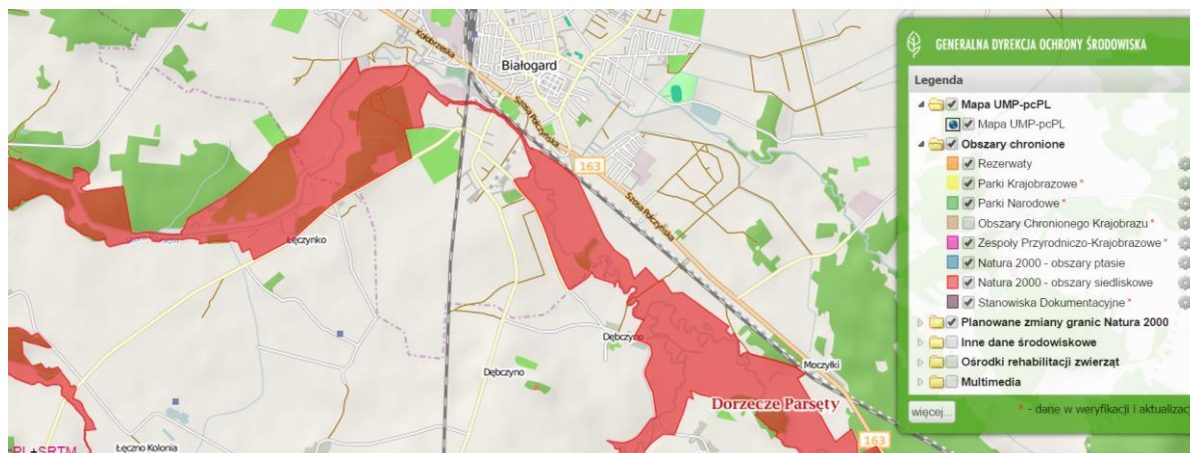 Kołobrzeska
Białogard
Szosa Połczyńska
163
Szosa Połczyńska
Łęczynko
Dębczyno
Dębczyno
Moczyłki
Dorzecze Parsęty
163
Łęczno Kolonia
PL+SRTM
GENERALNA DYREKCJA OCHRONY ŚRODOWISKA
Legenda
Mapa UMP-pcPL
Mapa UMP-pcPL
Obszary chronione
Rezerwaty
Parki Krajobrazowe *
Parki Narodowe *
Obszary Chronionego Krajobrazu *
Zespoły Przyrodniczo-Krajobrazowe *
Natura 2000 - obszary ptasie
Natura 2000 - obszary siedliskowe
Stanowiska Dokumentacyjne *
Planowane zmiany granic Natura 2000
Inne dane środowiskowe
Ośrodki rehabilitacji zwierząt
Multimedia
więcej...
* - dane w weryfikacji i aktualizacj